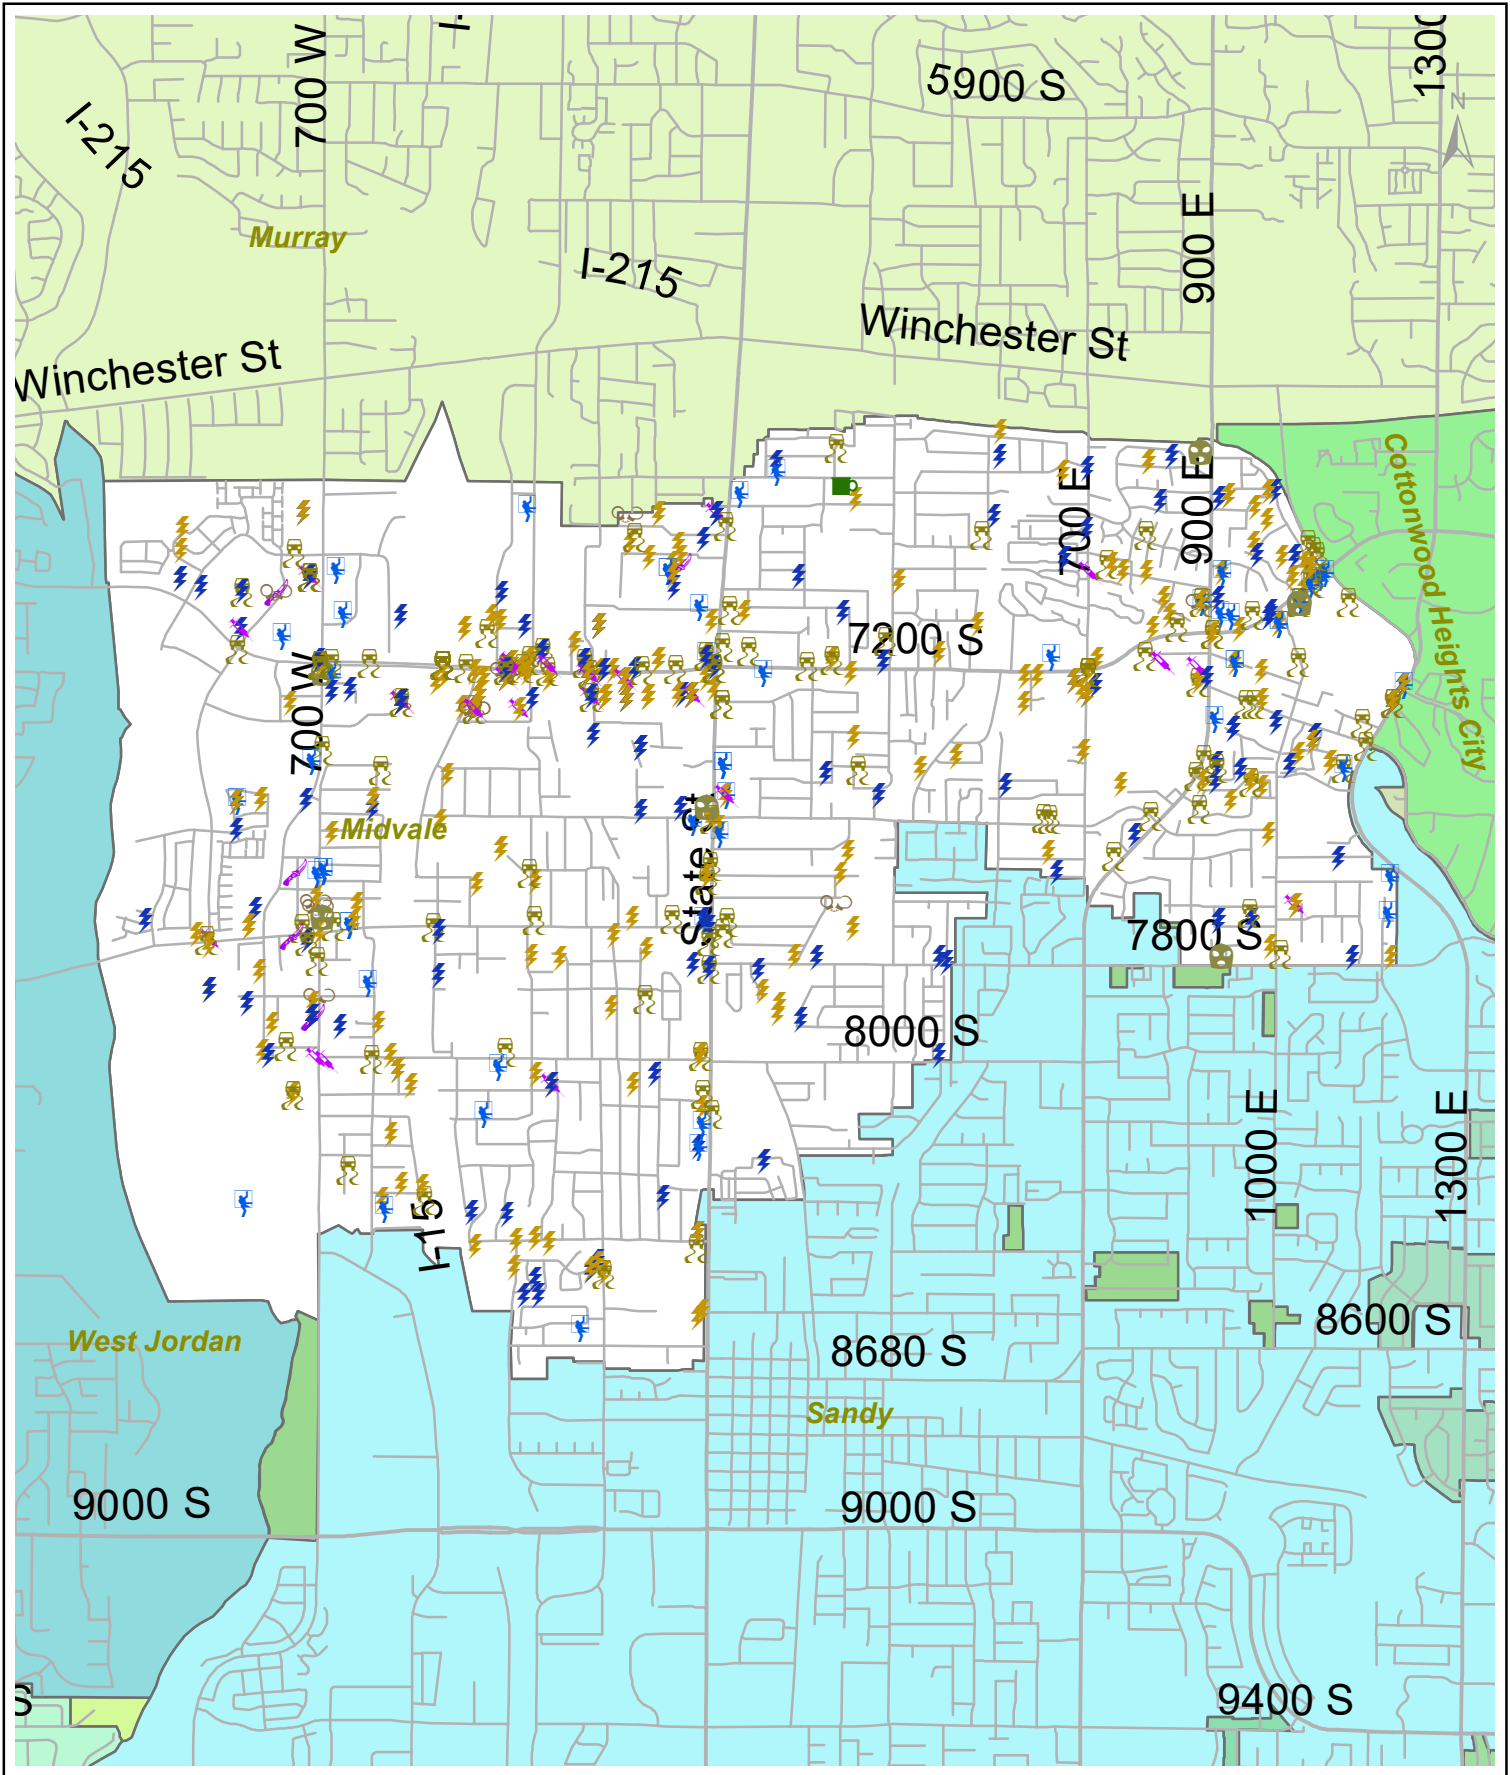 700 W
I-
5900 S
1300
I-215
N
Murray
900 E
I-215
Winchester St
Winchester St
Cottonwood Heights City
700 E
900 E
7200 S
700 W
Midvale
State St
7800 S
8000 S
1000 E
1300 E
I-15
8600 S
West Jordan
8680 S
Sandy
9000 S
9000 S
S
9400 S